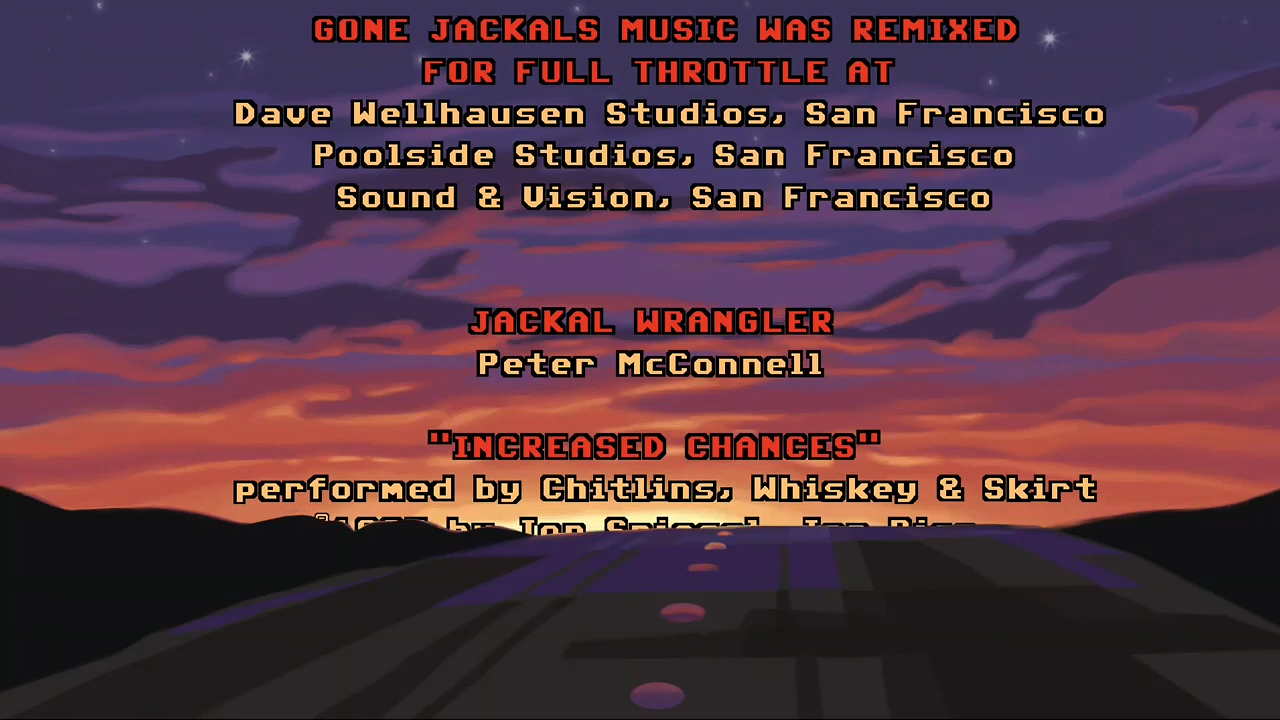 GONE JACKALS MUSIC WAS REMIXED
FOR FULL THROTTLE AT
Dave Wellhausen Studios, San Francisco
Poolside Studios, San Francisco
Sound & Vision, San Francisco
JACKAL WRANGLER
Peter McConnell
"INCREASED CHANCES"
performed by Chitlins, Whiskey & Skirt
by